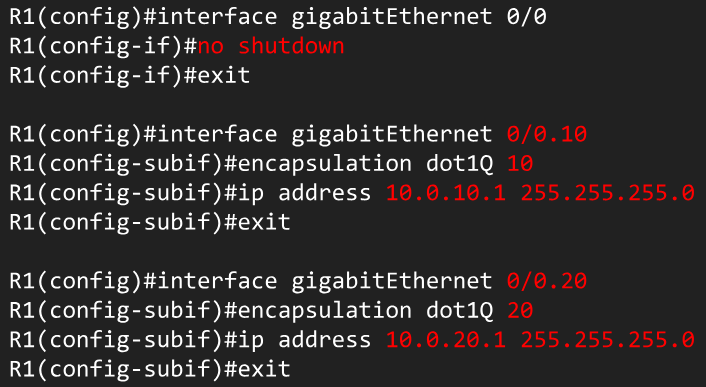 R1(config)#interface gigabitEthernet 0/0
R1(config-if)#no shutdown
R1(config-if)#exit
R1(config)#interface gigabitEthernet 0/0.10
R1(config-subif)#encapsulation dot1Q 10
R1(config-subif)#ip address 10.0.10.1 255.255.255.0
R1(config-subif)#exit
R1(config)#interface gigabitEthernet 0/0.20
R1(config-subif)#encapsulation dot1Q 20
R1(config-subif)#ip address 10.0.20.1 255.255.255.0
R1(config-subif)#exit